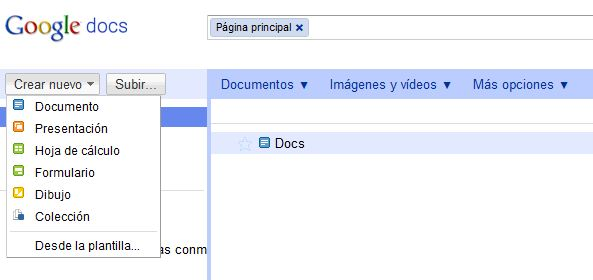 Google docs
Página principal ×
Crear nuevo Subir...
Documentos Imágenes y vídeos Más opciones
Documento
Presentación
Hoja de cálculo
Formulario
Dibujo
Colección
Desde la plantilla...
Docs
as conm